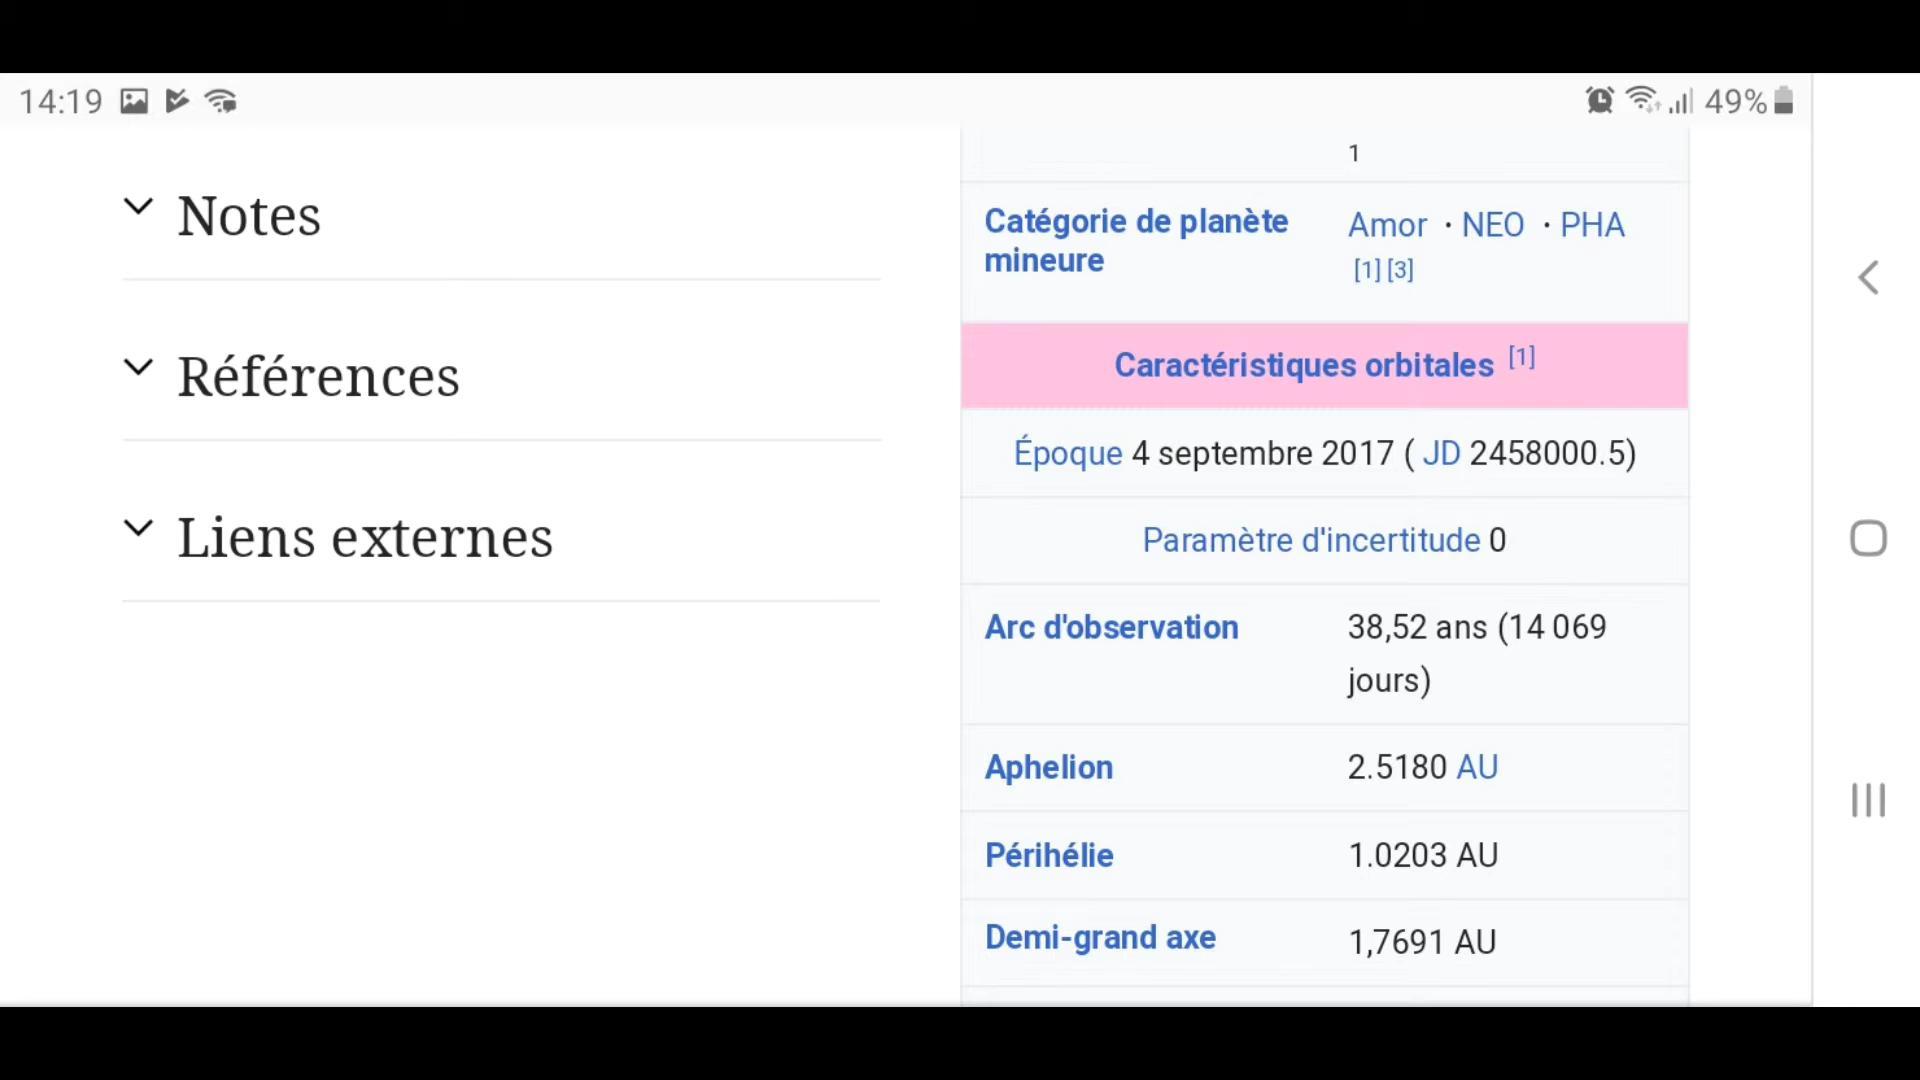 14:19
49%
Notes
Références
Liens externes
1
Catégorie de planète
mineure
Amor · NEO · PHA
[1] [3]
Caractéristiques orbitales [1]
Époque 4 septembre 2017 ( JD 2458000.5)
Paramètre d'incertitude 0
Arc d'observation
38,52 ans (14 069
jours)
Aphelion
2.5180 AU
Périhélie
1.0203 AU
Demi-grand axe
1,7691 AU